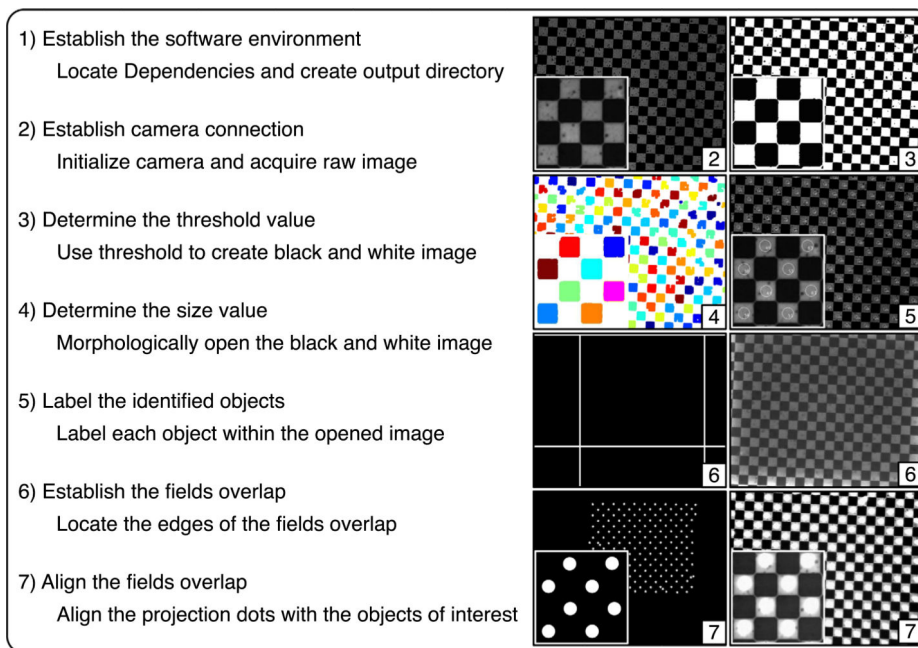 1) Establish the software environment
Locate Dependencies and create output directory
2) Establish camera connection
Initialize camera and acquire raw image
3) Determine the threshold value
Use threshold to create black and white image
4) Determine the size value
Morphologically open the black and white image
5) Label the identified objects
Label each object within the opened image
6) Establish the fields overlap
Locate the edges of the fields overlap
7) Align the fields overlap
Align the projection dots with the objects of interest
2
3
4
5
6
6
7
7